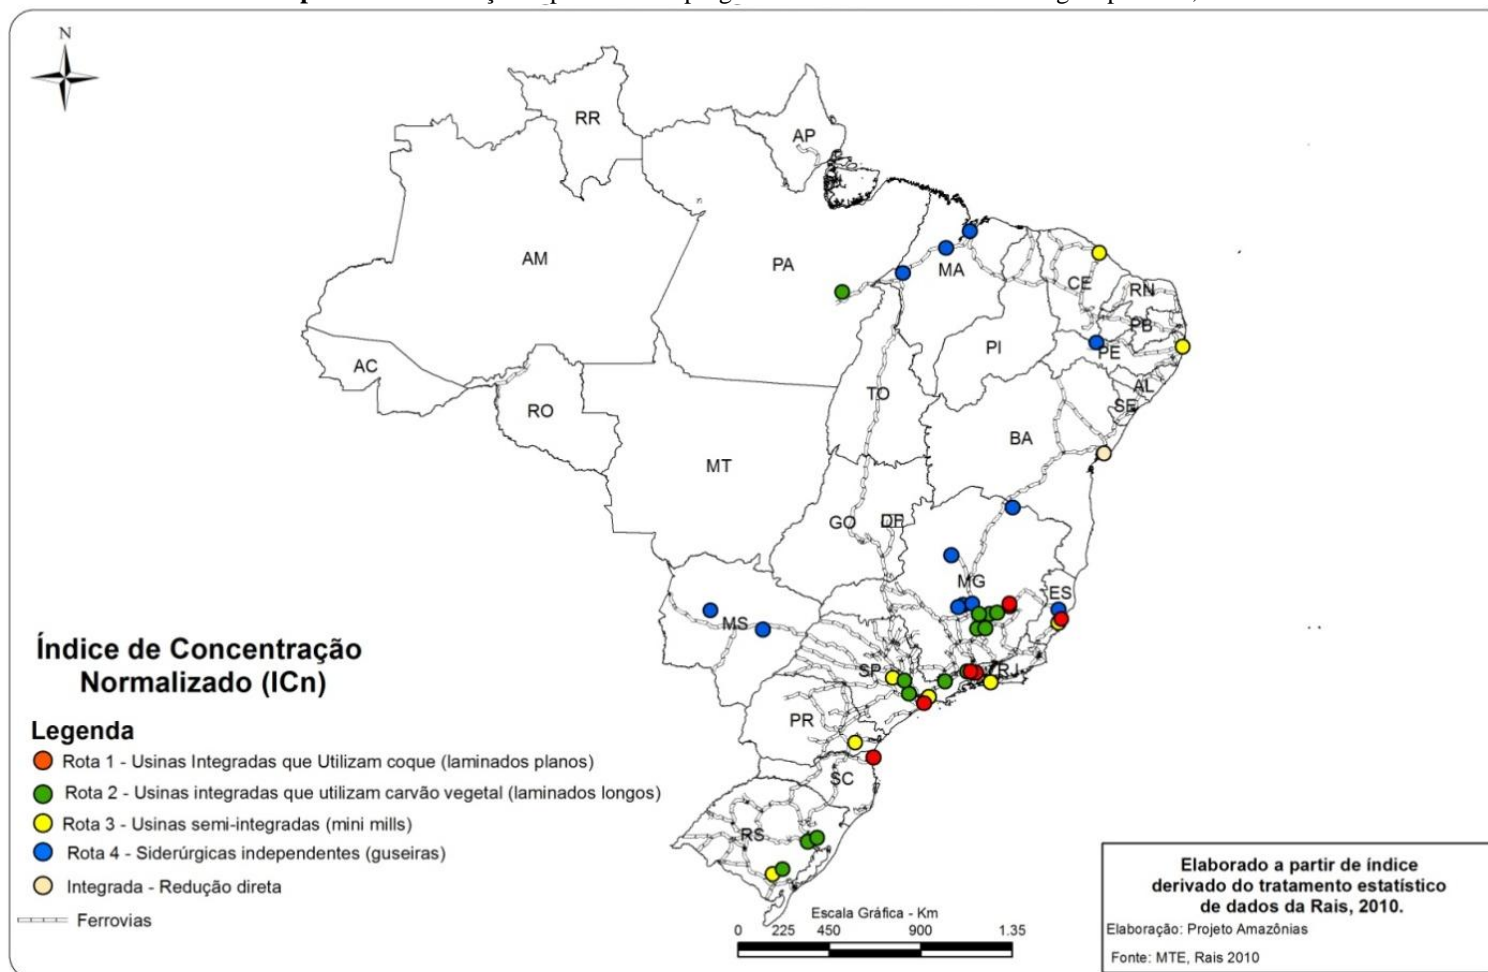 N
RR
AP
AM
PA
MA
CE
RN
PB
PE
PI
AC
TO
AL
SE
RO
BA
MT
GO
DF
MG
ES
MS
SP
RJ
PR
SC
RS
Índice de Concentração
Normalizado (ICn)
Legenda
Rota 1 - Usinas Integradas que Utilizam coque (laminados planos)
Rota 2 - Usinas integradas que utilizam carvão vegetal (laminados longos)
Rota 3 - Usinas semi-integradas (mini mills)
Rota 4 - Siderúrgicas independentes (guseiras)
Integrada - Redução direta
Ferrovias
Escala Gráfica - Km
0 225 450 900 1.35
Elaborado a partir de índice
derivado do tratamento estatístico
de dados da Rais, 2010.
Elaboração: Projeto Amazônias
Fonte: MTE, Rais 2010